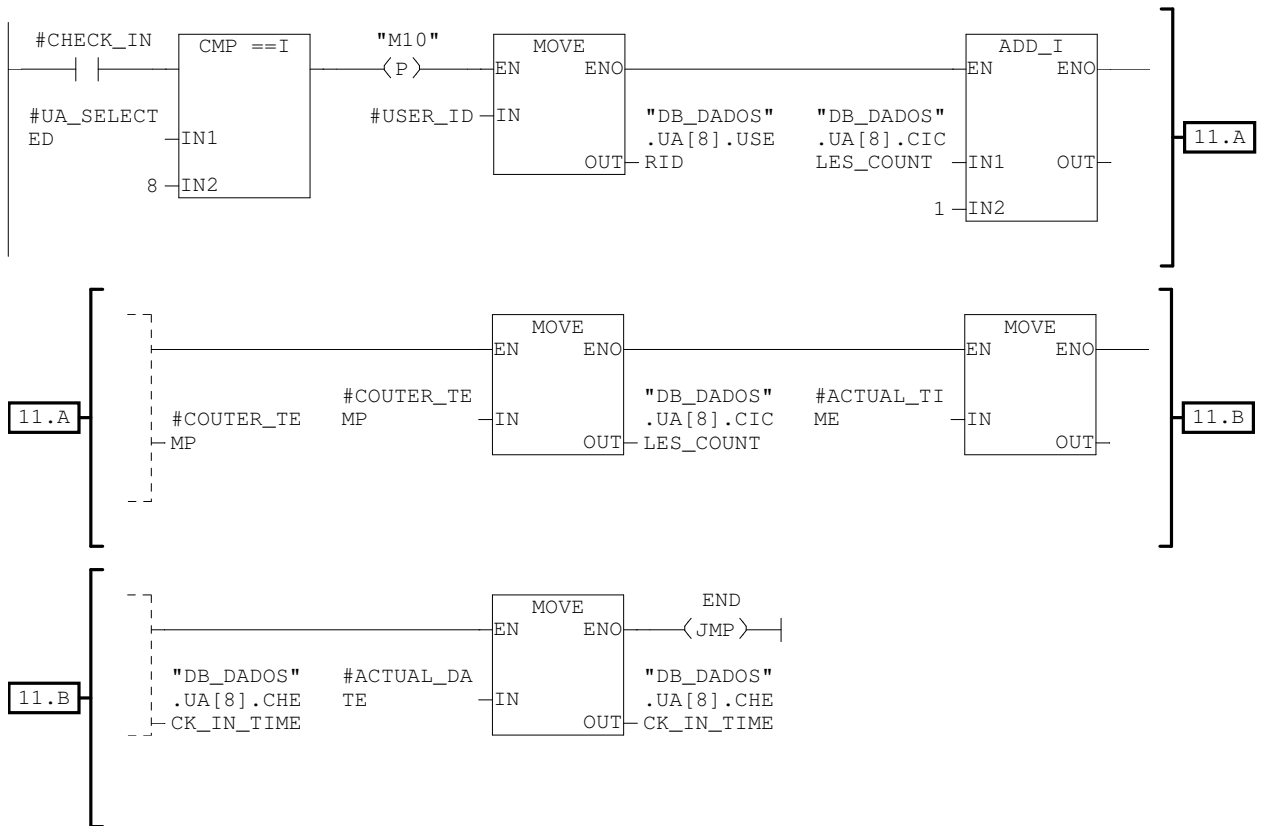 #CHECK_IN
CMP ==I
"M10"
P
MOVE
ADD_I
EN ENO
EN ENO
#UA_SELECT
ED
IN1
8 IN2
#USER_ID IN
OUT
"DB_DADOS"
.UA[8].USE
RID
"DB_DADOS"
.UA[8].CIC
LES_COUNT
IN1 OUT
1 IN2
11.A
11.A
#COUTER_TE
MP
#COUTER_TE
MP
MOVE
EN ENO
IN
OUT
"DB_DADOS"
.UA[8].CIC
LES_COUNT
#ACTUAL_TI
ME
MOVE
EN ENO
IN
OUT
11.B
11.B
"DB_DADOS"
.UA[8].CHE
CK_IN_TIME
#ACTUAL_DA
TE
MOVE
EN ENO
IN
OUT
END
JMP
"DB_DADOS"
.UA[8].CHE
CK_IN_TIME